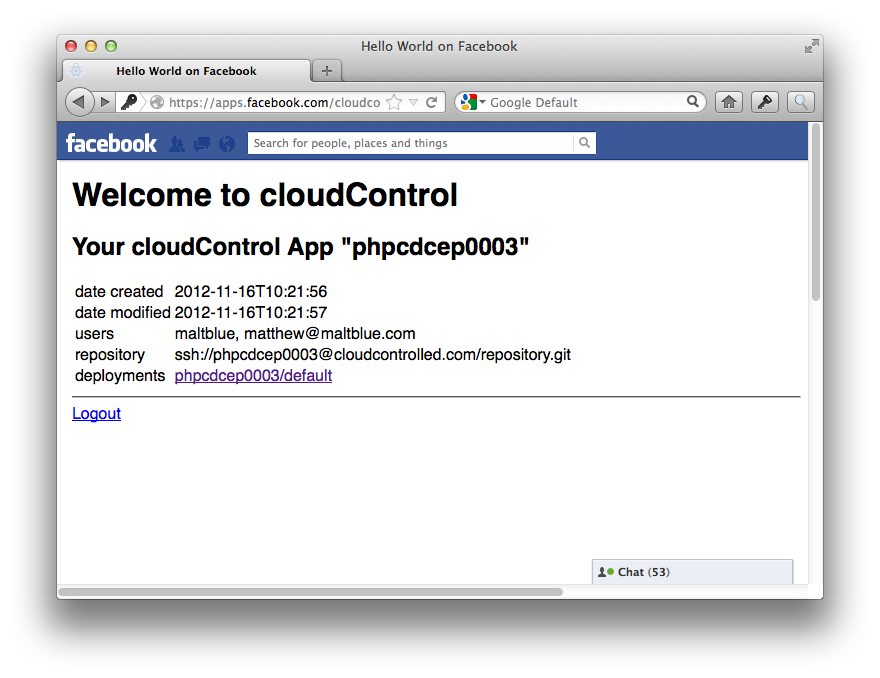 Hello World on Facebook
Hello World on Facebook
https://apps.facebook.com/cloudco
Google Default
facebook
Search for people, places and things
Welcome to cloudControl
Your cloudControl App "phpcdcep0003"
date created 2012-11-16T10:21:56
date modified 2012-11-16T10:21:57
users maltblue, matthew@maltblue.com
repository ssh://phpcdcep0003@cloudcontrolled.com/repository.git
deployments phpcdcep0003/default
Logout
Chat (53)